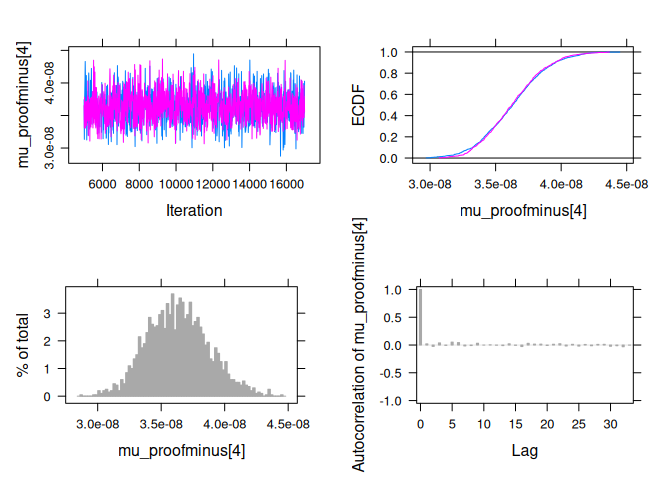 mu_proofminus[4]
3.0e-08 4.0e-08
6000 8000 10000 12000 14000 16000
Iteration
ECDF
0.0 0.2 0.4 0.6 0.8 1.0
3.0e-08 3.5e-08 4.0e-08 4.5e-08
mu_proofminus[4]
% of total
0 1 2 3
3.0e-08 3.5e-08 4.0e-08 4.5e-08
mu_proofminus[4]
Autocorrelation of mu_proofminus[4]
-1.0 -0.5 0.0 0.5 1.0
0 5 10 15 20 25 30
Lag